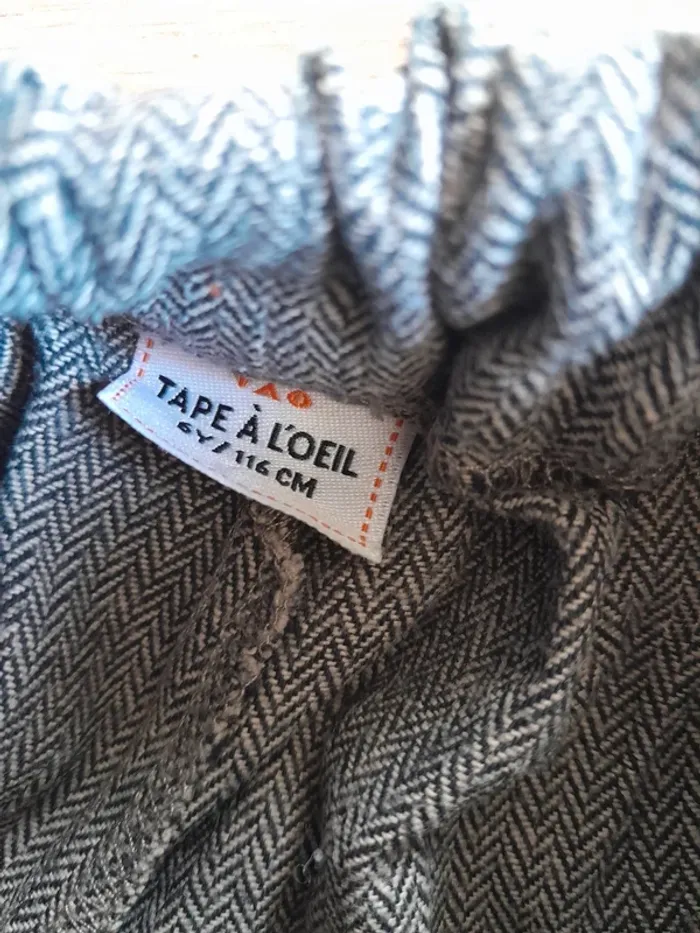 TAPE À L'OEIL
6Y/116 CM